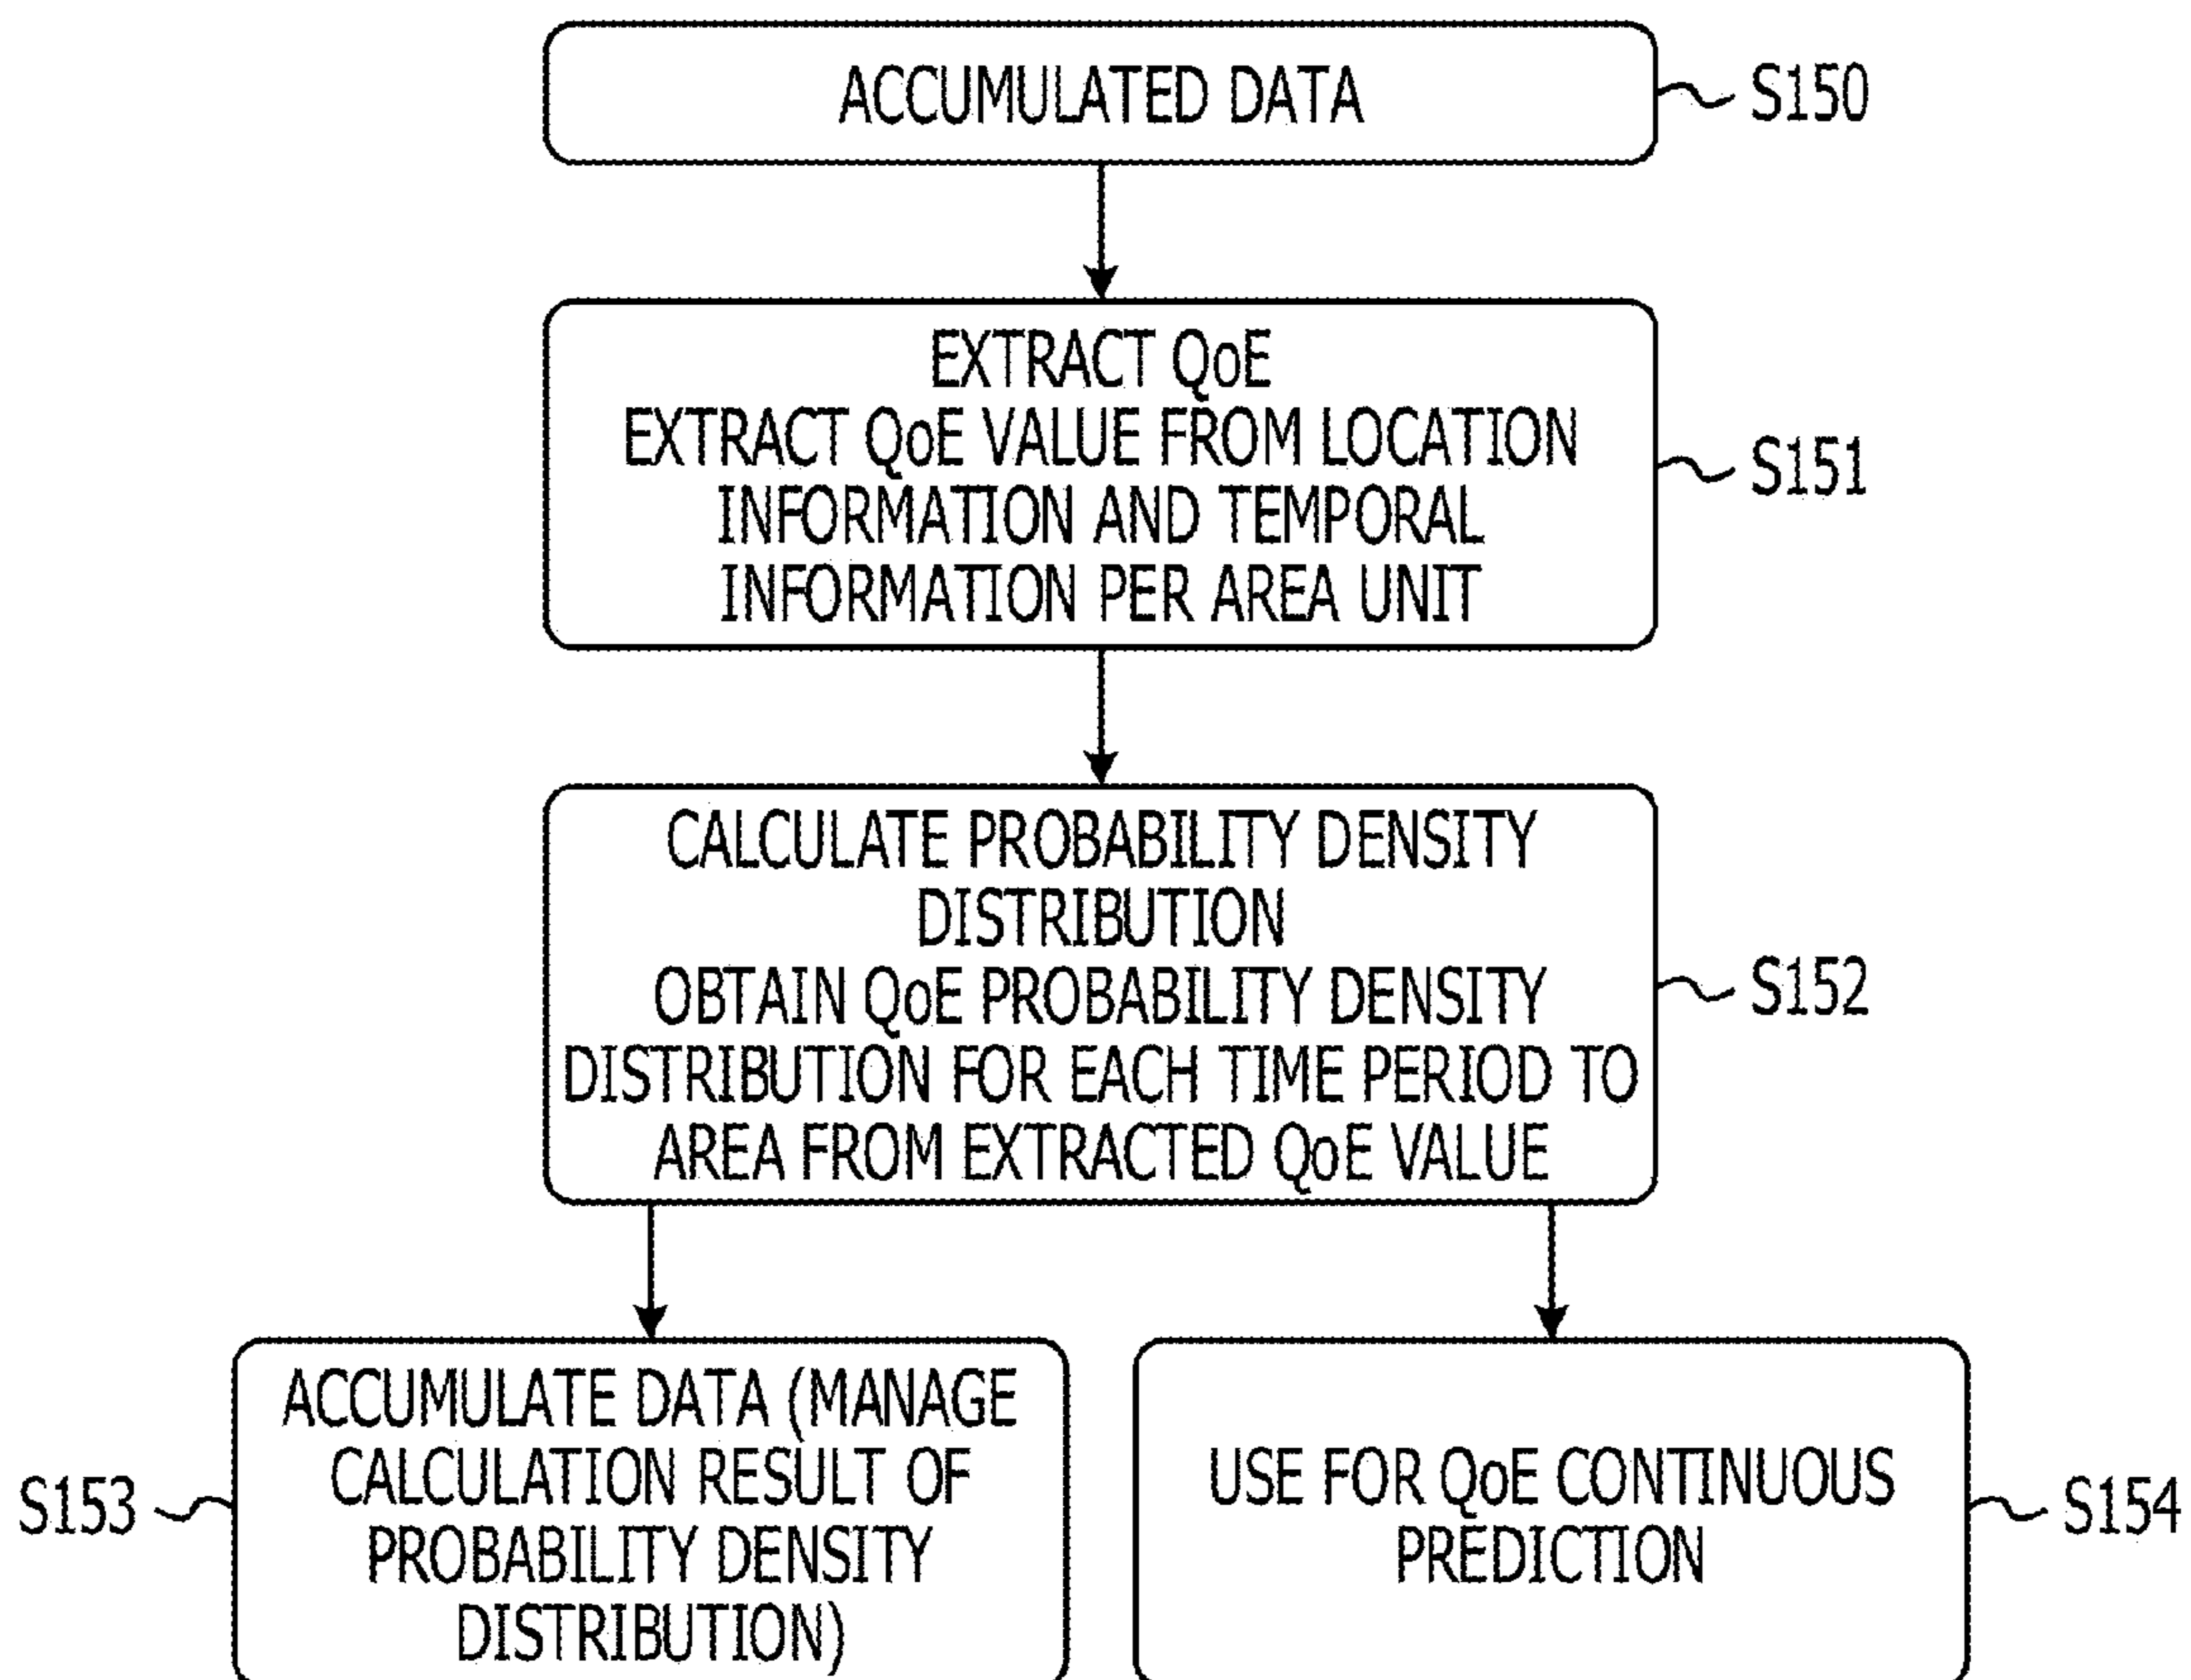 ACCUMULATED DATA
S150
EXTRACT QoE
EXTRACT QoE VALUE FROM LOCATION
INFORMATION AND TEMPORAL
INFORMATION PER AREA UNIT
S151
CALCULATE PROBABILITY DENSITY
DISTRIBUTION
OBTAIN QoE PROBABILITY DENSITY
DISTRIBUTION FOR EACH TIME PERIOD TO
AREA FROM EXTRACTED QoE VALUE
S152
S153
ACCUMULATE DATA (MANAGE
CALCULATION RESULT OF
PROBABILITY DENSITY
DISTRIBUTION)
USE FOR QoE CONTINUOUS
PREDICTION
S154